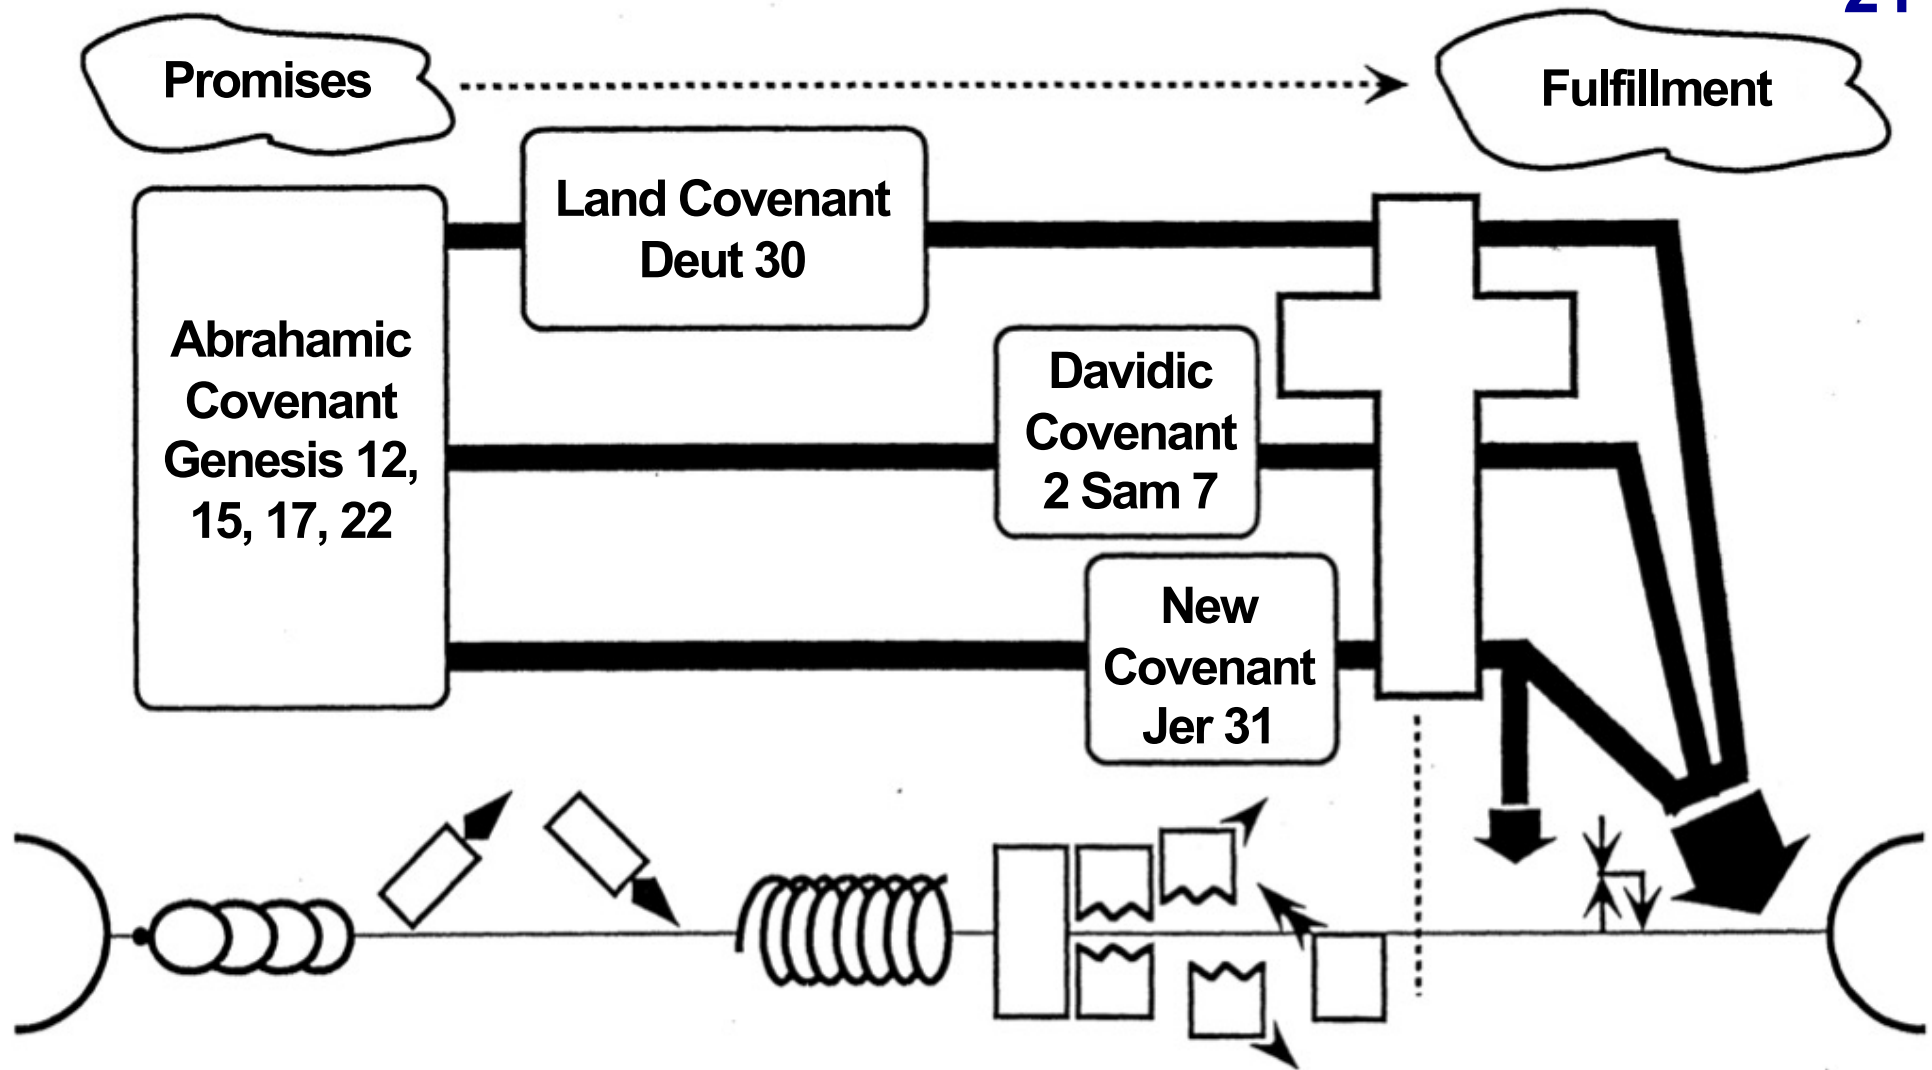 Promises
Fulfillment
Land Covenant
Deut 30
Abrahamic
Covenant
Genesis 12,
15, 17, 22
Davidic
Covenant
2 Sam 7
New
Covenant
Jer 31